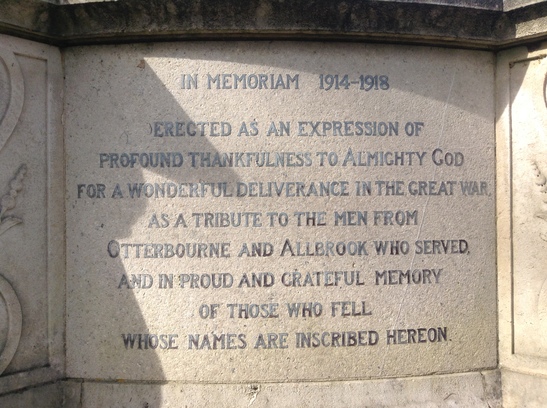 IN MEMORIAM 1914-1918
ERECTED AS AN EXPRESSION OF
PROFOUND THANKFULNESS TO ALMIGHTY GOD
FOR A WONDERFUL DELIVERANCE IN THE GREAT WAR,
AS A TRIBUTE TO THE MEN FROM
OTTERBOURNE AND ALLBROOK WHO SERVED,
AND IN PROUD AND GRATEFUL MEMORY
OF THOSE WHO FELL
WHOSE NAMES ARE INSCRIBED HEREON.